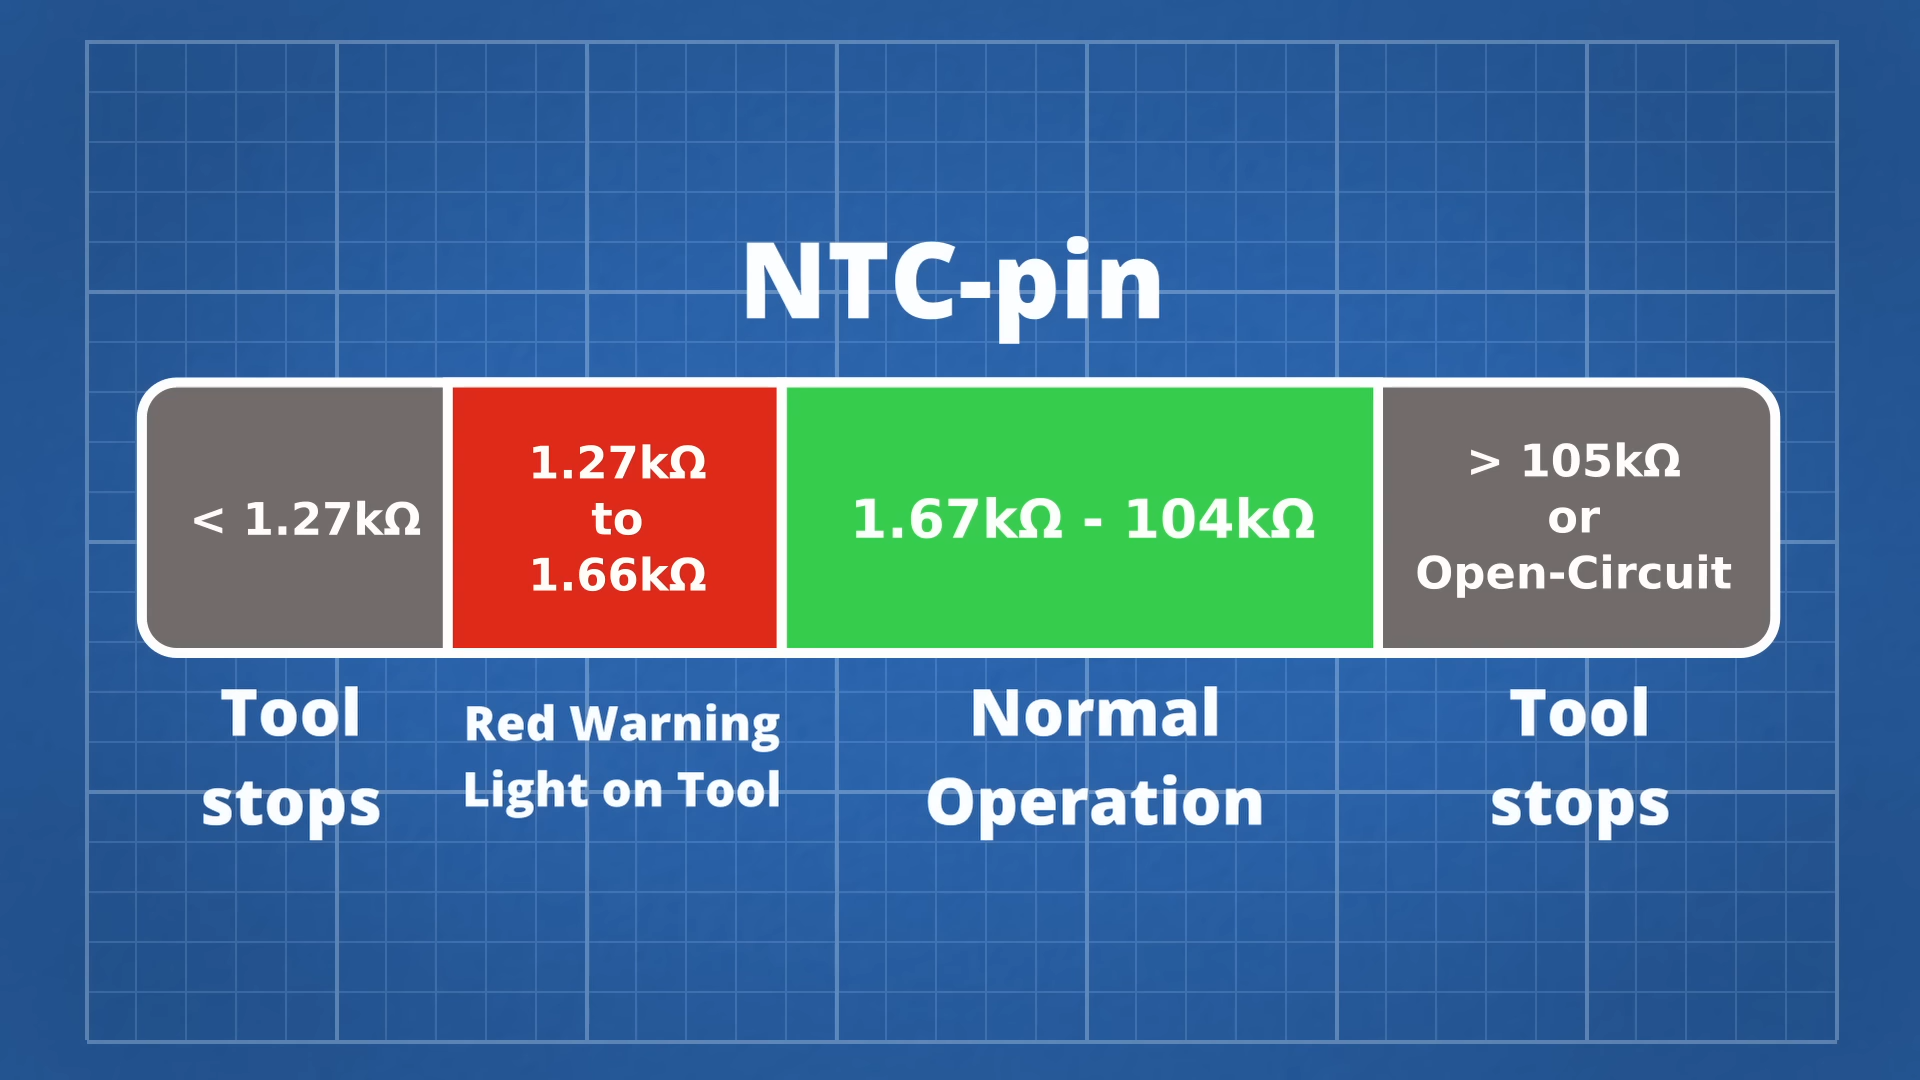 NTC-pin
< 1.27kΩ
1.27kΩ
to
1.66kΩ
1.67kΩ - 104kΩ
> 105kΩ
or
Open-Circuit
Tool
stops
Red Warning
Light on Tool
Normal
Operation
Tool
stops